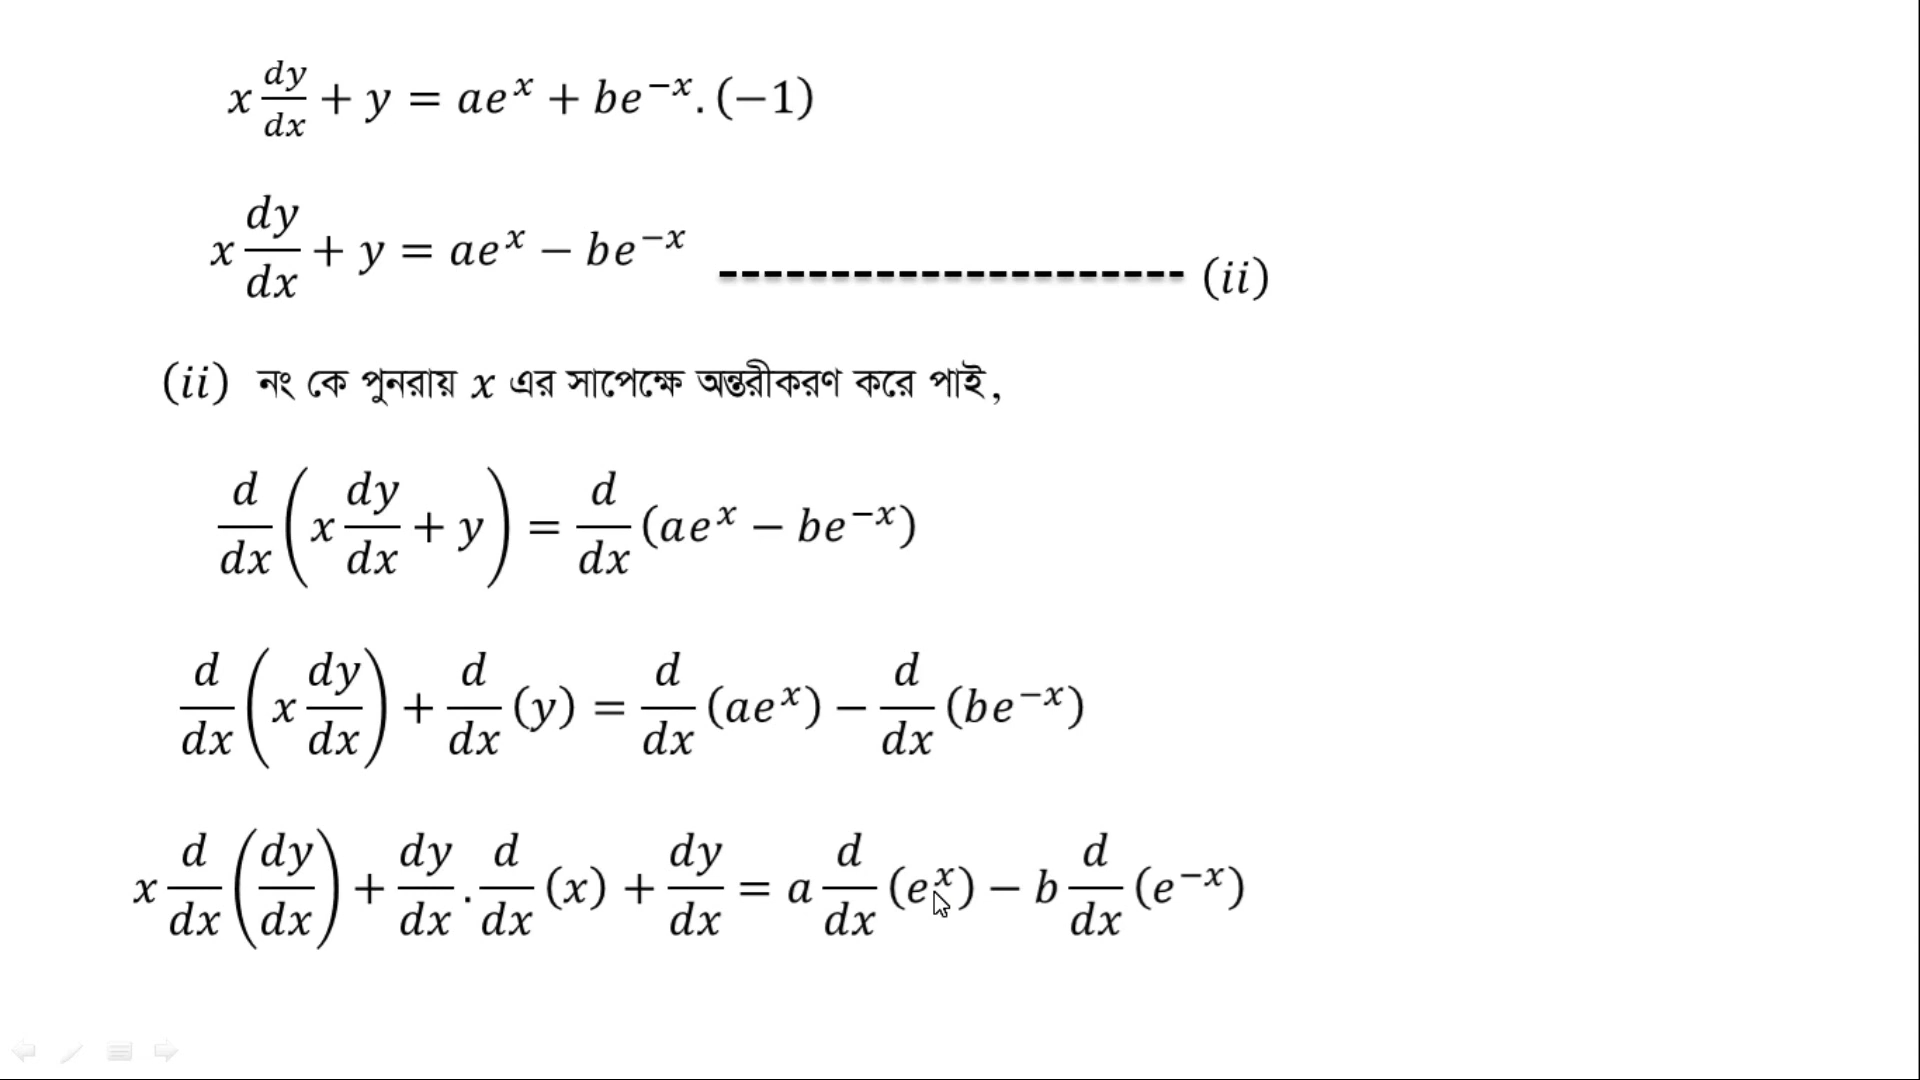 x dy/dx + y = ae^x + be^−x.(−1)
x dy/dx + y = ae^x − be^−x --------------------- (ii)
(ii) নং কে পুনরায় x এর সাপেক্ষে অন্তরীকরণ করে পাই,
d/dx (x dy/dx + y) = d/dx (ae^x − be^−x)
d/dx (x dy/dx) + d/dx (y) = d/dx (ae^x) − d/dx (be^−x)
x d/dx (dy/dx) + dy/dx . d/dx (x) + dy/dx = a d/dx (e^x) − b d/dx (e^−x)